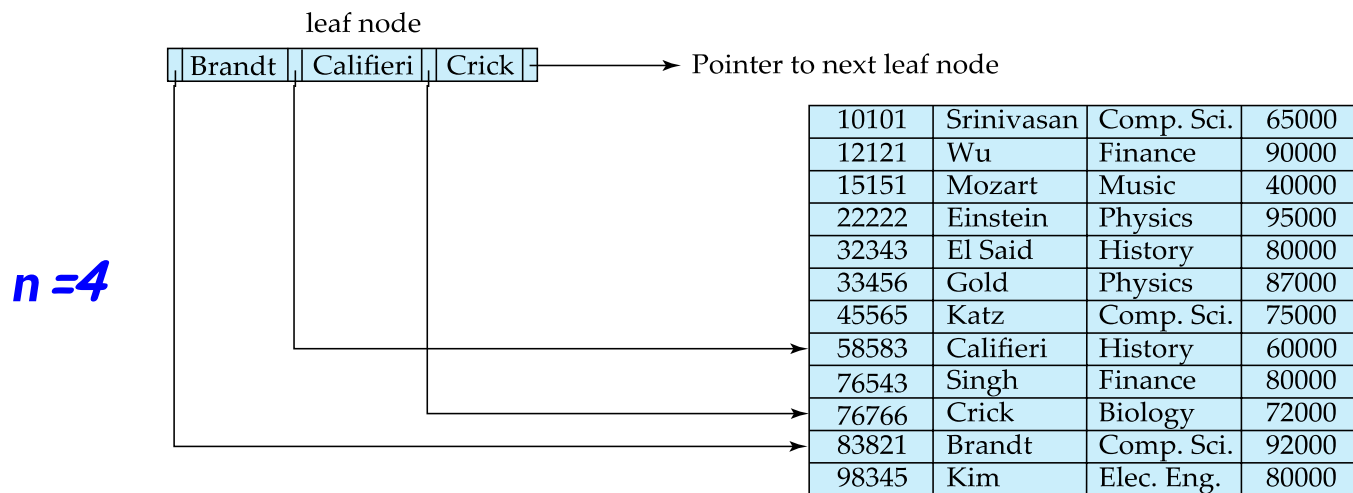 leaf node
Brandt Califieri Crick
Pointer to next leaf node
10101 Srinivasan Comp. Sci. 65000
12121 Wu Finance 90000
15151 Mozart Music 40000
22222 Einstein Physics 95000
32343 El Said History 80000
33456 Gold Physics 87000
45565 Katz Comp. Sci. 75000
58583 Califieri History 60000
76543 Singh Finance 80000
76766 Crick Biology 72000
83821 Brandt Comp. Sci. 92000
98345 Kim Elec. Eng. 80000
n =4